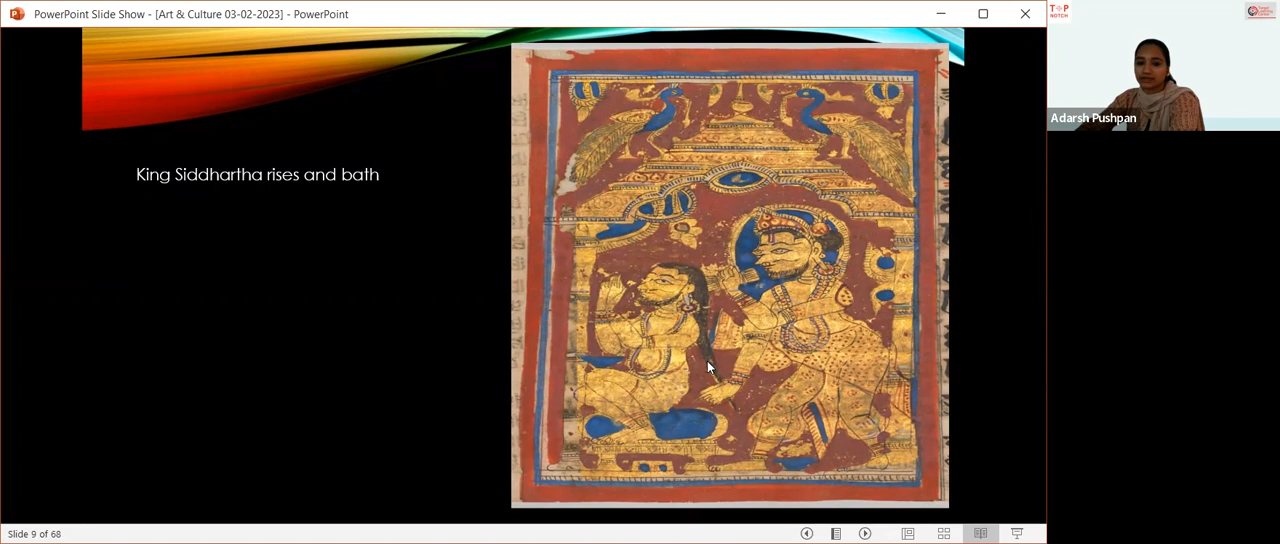 PowerPoint Slide Show - [Art & Culture 03-02-2023] - PowerPoint
T+P
NOTCH
Adarsh Pushpan
King Siddhartha rises and bath
Slide 9 of 68